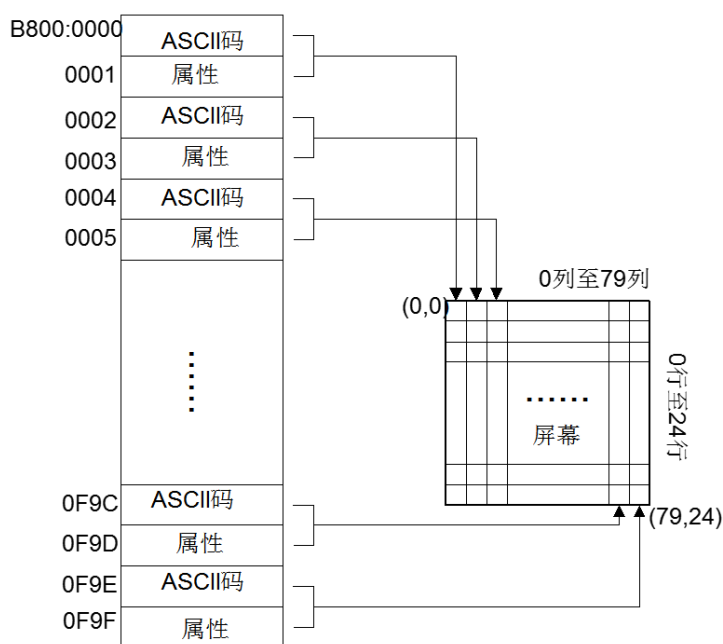 B800:0000
ASCII码
0001
属性
0002
ASCII码
0003
属性
0004
ASCII码
0005
属性
0列至79列
(0,0)
0行至24行
······
······
屏幕
0F9C
ASCII码
(79,24)
0F9D
属性
0F9E
ASCII码
0F9F
属性